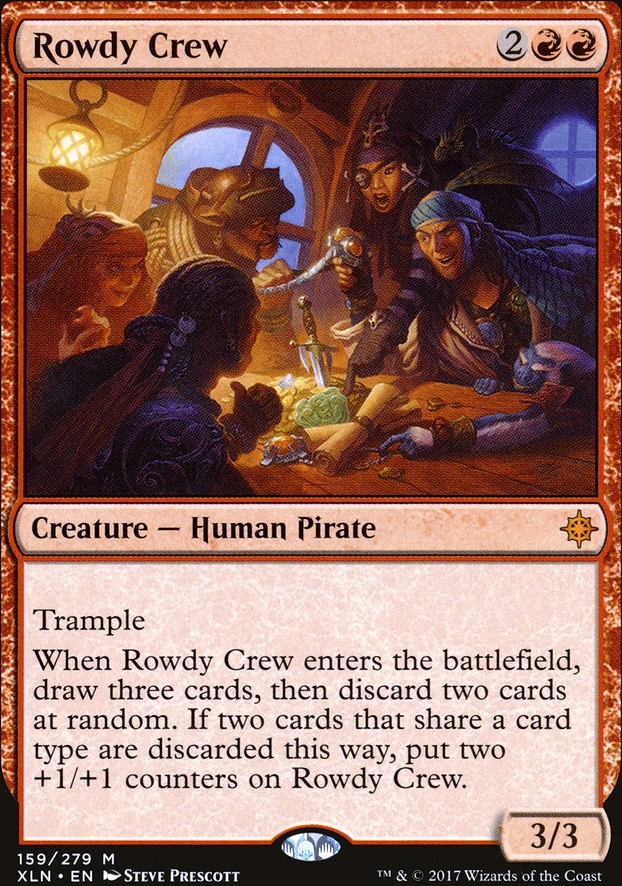 Rowdy Crew 2
Creature — Human Pirate
Trample
When Rowdy Crew enters the battlefield,
draw three cards, then discard two cards
at random. If two cards that share a card
type are discarded this way, put two
+1/+1 counters on Rowdy Crew.
3/3
159/279 M
XLN • EN Steve Prescott
™ & © 2017 Wizards of the Coast